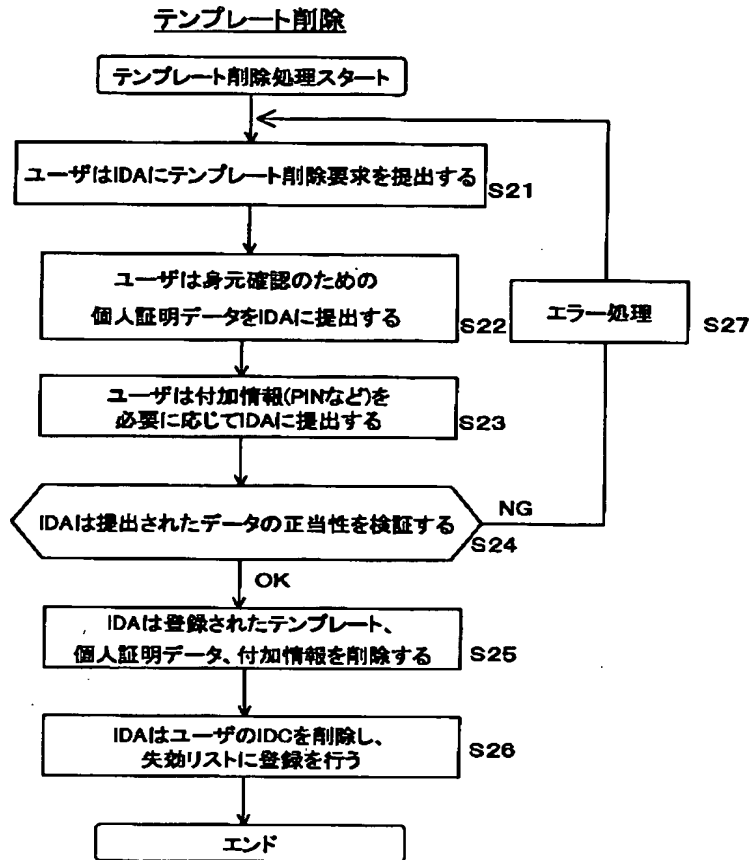 テンプレート削除
テンプレート削除処理スタート
ユーザはIDAにテンプレート削除要求を提出する
S21
ユーザは身元確認のための
個人証明データをIDAに提出する
S22
エラー処理
S27
ユーザは付加情報(PINなど)を
必要に応じてIDAに提出する
S23
IDAは提出されたデータの正当性を検証する
NG
S24
OK
IDAは登録されたテンプレート、
個人証明データ、付加情報を削除する
S25
IDAはユーザのIDCを削除し、
失効リストに登録を行う
S26
エンド